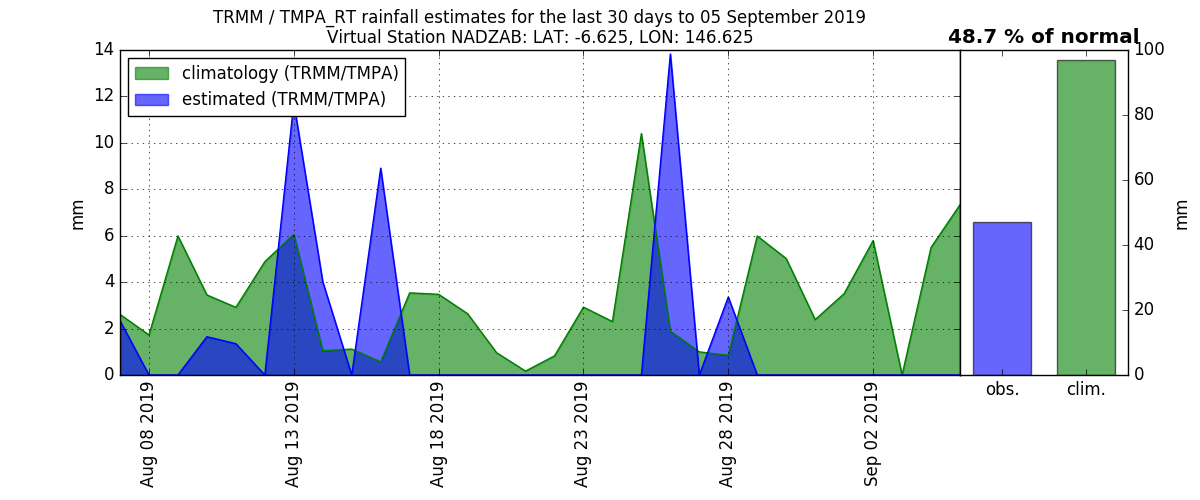 TRMM / TMPA_RT rainfall estimates for the last 30 days to 05 September 2019
Virtual Station NADZAB: LAT: -6.625, LON: 146.625
48.7 % of normal
climatology (TRMM/TMPA)
estimated (TRMM/TMPA)
14
12
10
8
6
4
2
0
mm
Aug 08 2019
Aug 13 2019
Aug 18 2019
Aug 23 2019
Aug 28 2019
Sep 02 2019
obs.
clim.
100
80
60
40
20
0
mm